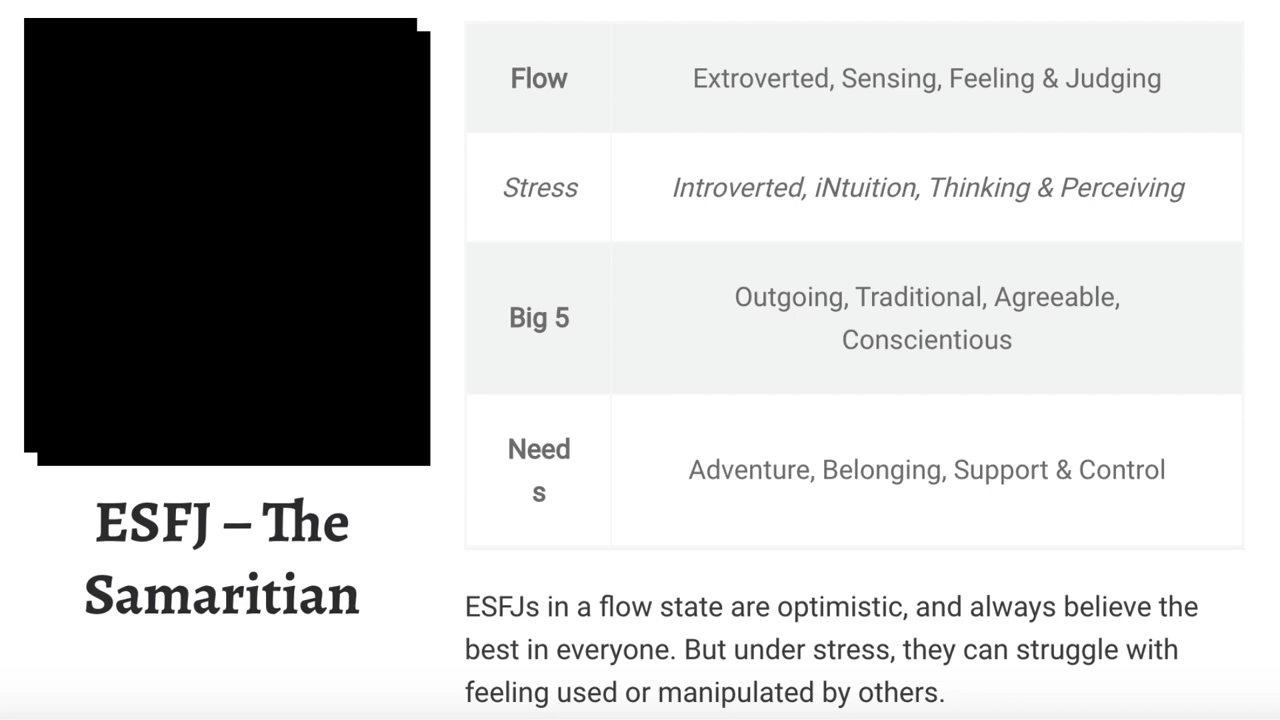 ESFJ – The
Samaritian
Flow
Extroverted, Sensing, Feeling & Judging
Stress
Introverted, iNtuition, Thinking & Perceiving
Big 5
Outgoing, Traditional, Agreeable,
Conscientious
Need
s
Adventure, Belonging, Support & Control
ESFJs in a flow state are optimistic, and always believe the
best in everyone. But under stress, they can struggle with
feeling used or manipulated by others.